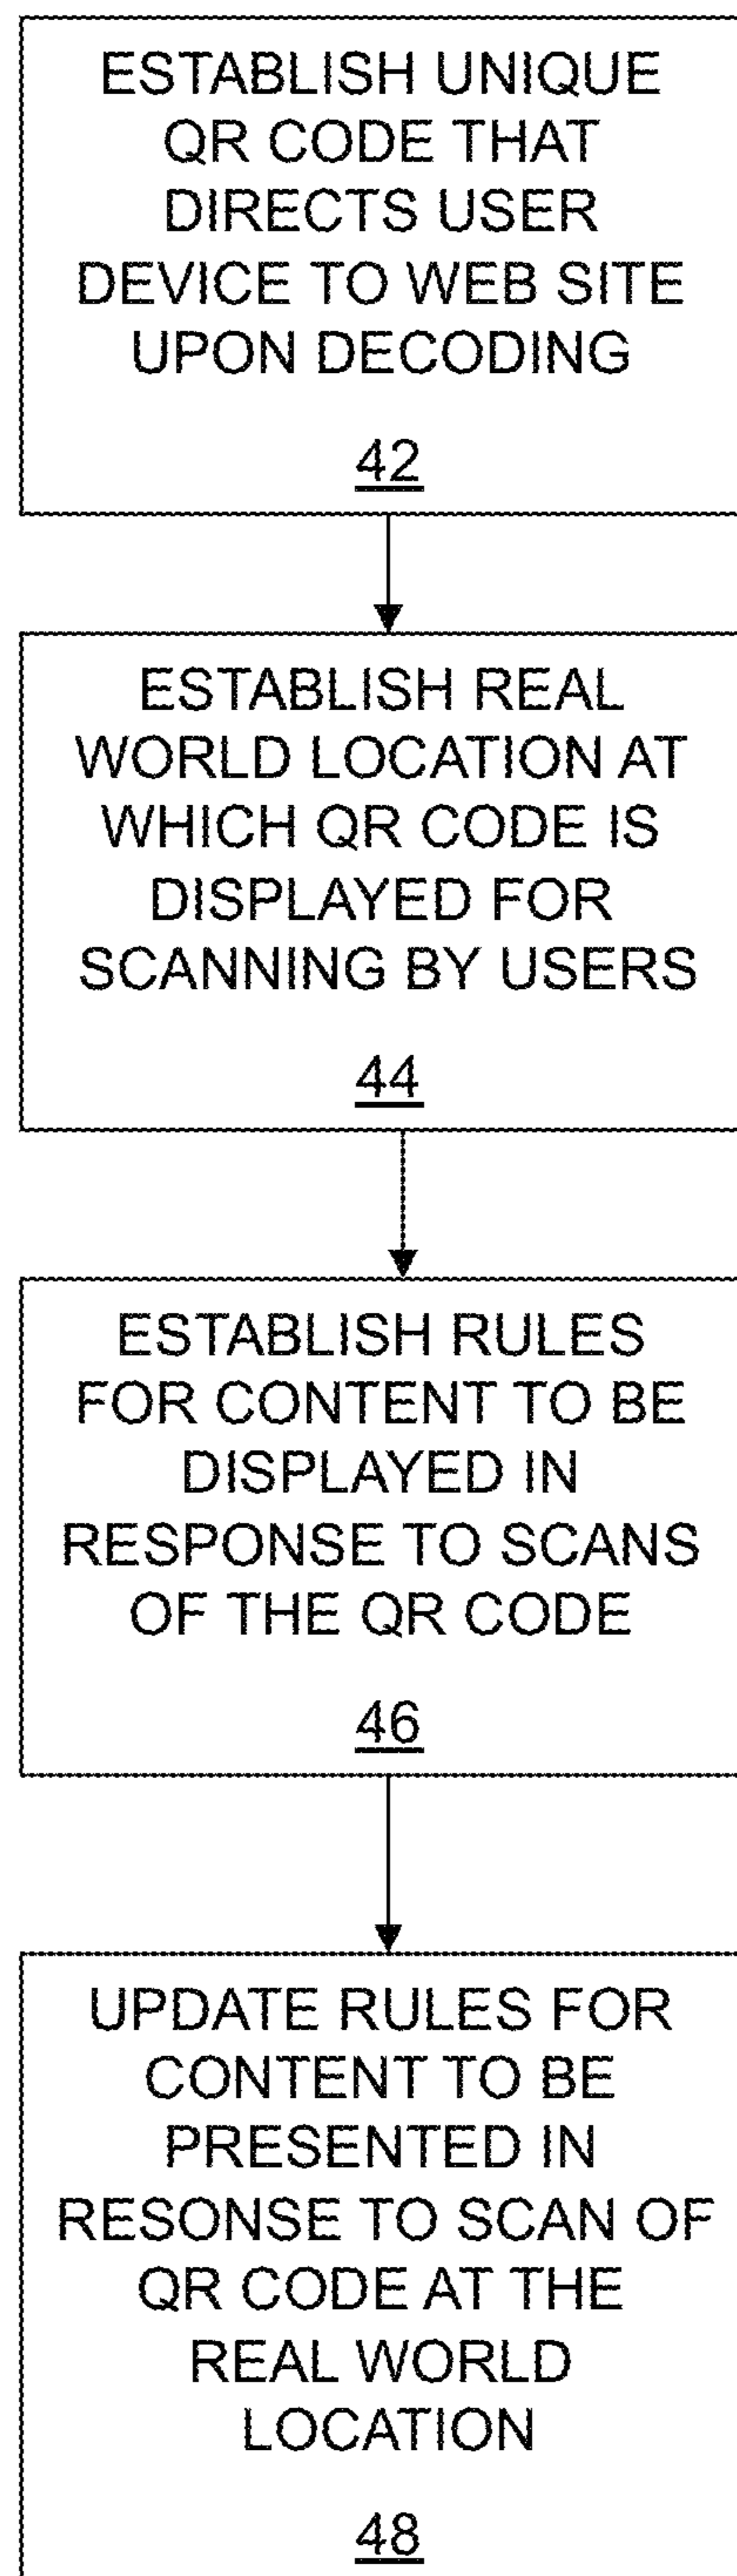 ESTABLISH UNIQUE
QR CODE THAT
DIRECTS USER
DEVICE TO WEB SITE
UPON DECODING
42
ESTABLISH REAL
WORLD LOCATION AT
WHICH QR CODE IS
DISPLAYED FOR
SCANNING BY USERS
44
ESTABLISH RULES
FOR CONTENT TO BE
DISPLAYED IN
RESPONSE TO SCANS
OF THE QR CODE
46
UPDATE RULES FOR
CONTENT TO BE
PRESENTED IN
RESONSE TO SCAN OF
QR CODE AT THE
REAL WORLD
LOCATION
48